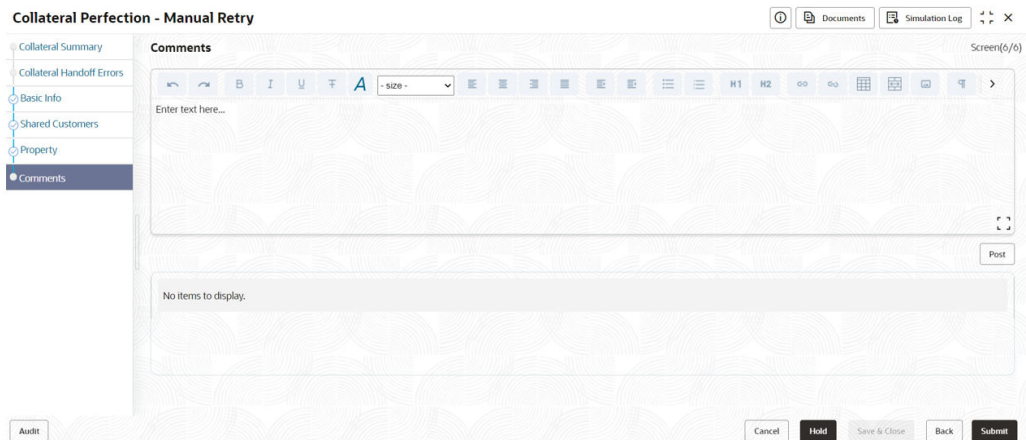 Collateral Perfection - Manual Retry
Documents
Simulation Log
Collateral Summary
Collateral Handoff Errors
Basic Info
Shared Customers
Property
Comments
Comments
Screen(6/6)
B I U T A - size - H1 H2
Enter text here...
Post
No items to display.
Audit
Cancel
Hold
Save & Close
Back
Submit